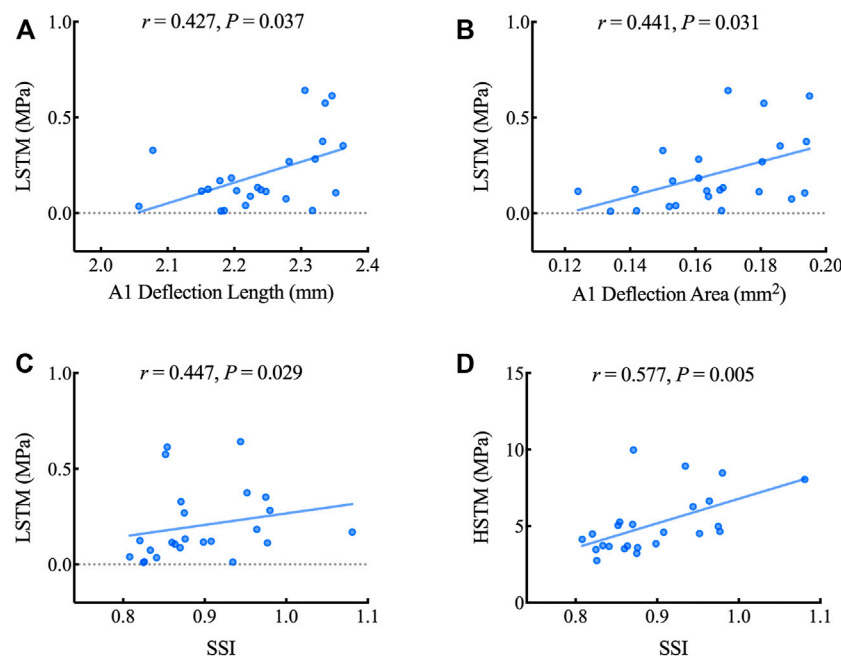 A
r = 0.427, P = 0.037
LSTM (MPa)
1.0
0.5
0.0
2.0 2.1 2.2 2.3 2.4
A1 Deflection Length (mm)
B
r = 0.441, P = 0.031
LSTM (MPa)
1.0
0.5
0.0
0.12 0.14 0.16 0.18 0.20
A1 Deflection Area (mm²)
C
r = 0.447, P = 0.029
LSTM (MPa)
1.0
0.5
0.0
0.8 0.9 1.0 1.1
SSI
D
r = 0.577, P = 0.005
HSTM (MPa)
15
10
5
0
0.8 0.9 1.0 1.1
SSI